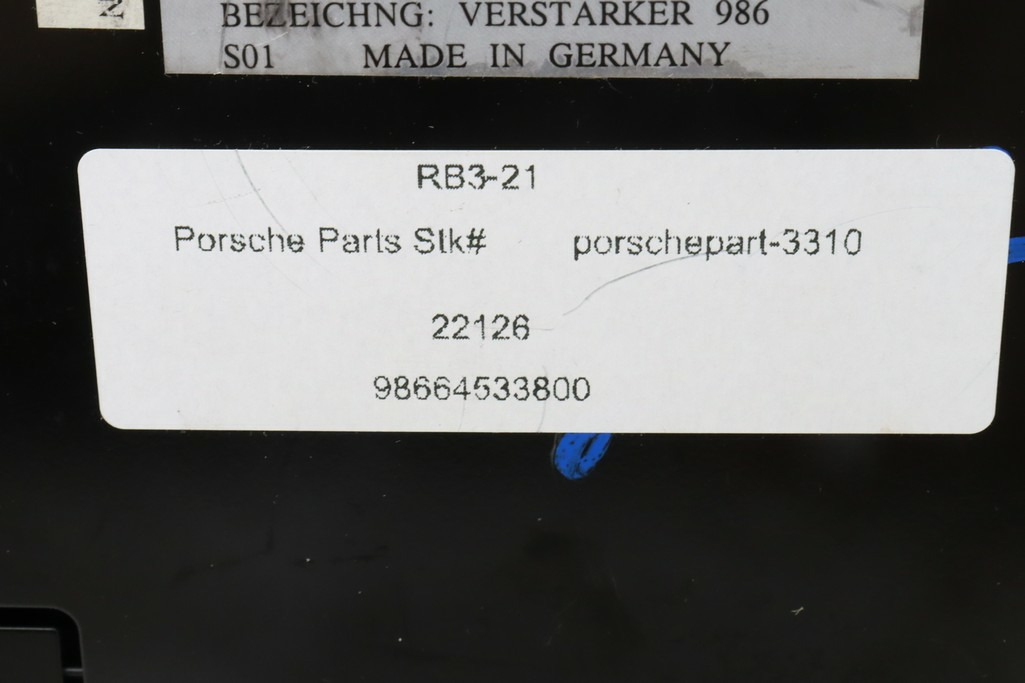 BEZEICHNG: VERSTARKER 986
S01 MADE IN GERMANY
RB3-21
Porsche Parts Stk# porschepart-3310
22126
98664533800